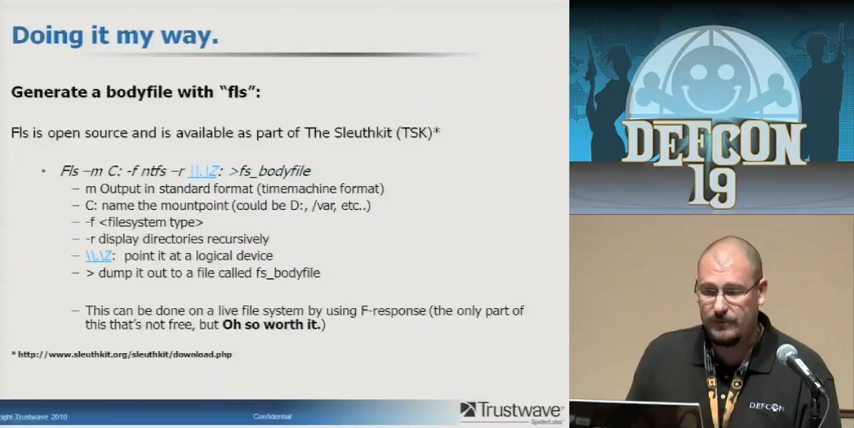 Doing it my way.
Generate a bodyfile with “fls”:
Fls is open source and is available as part of The Sleuthkit (TSK)*
• Fls –m C: -f ntfs –r \\.\Z: >fs_bodyfile
– m Output in standard format (timemachine format)
– C: name the mountpoint (could be D:, /var, etc..)
– -f <filesystem type>
– -r display directories recursively
– \\.\Z: point it at a logical device
– > dump it out to a file called fs_bodyfile
– This can be done on a live file system by using F-response (the only part of
this that’s not free, but Oh so worth it.)
* http://www.sleuthkit.org/sleuthkit/download.php
right Trustwave 2010
Confidential
Trustwave
SpiderLabs
DEFCON
19
DEFCON